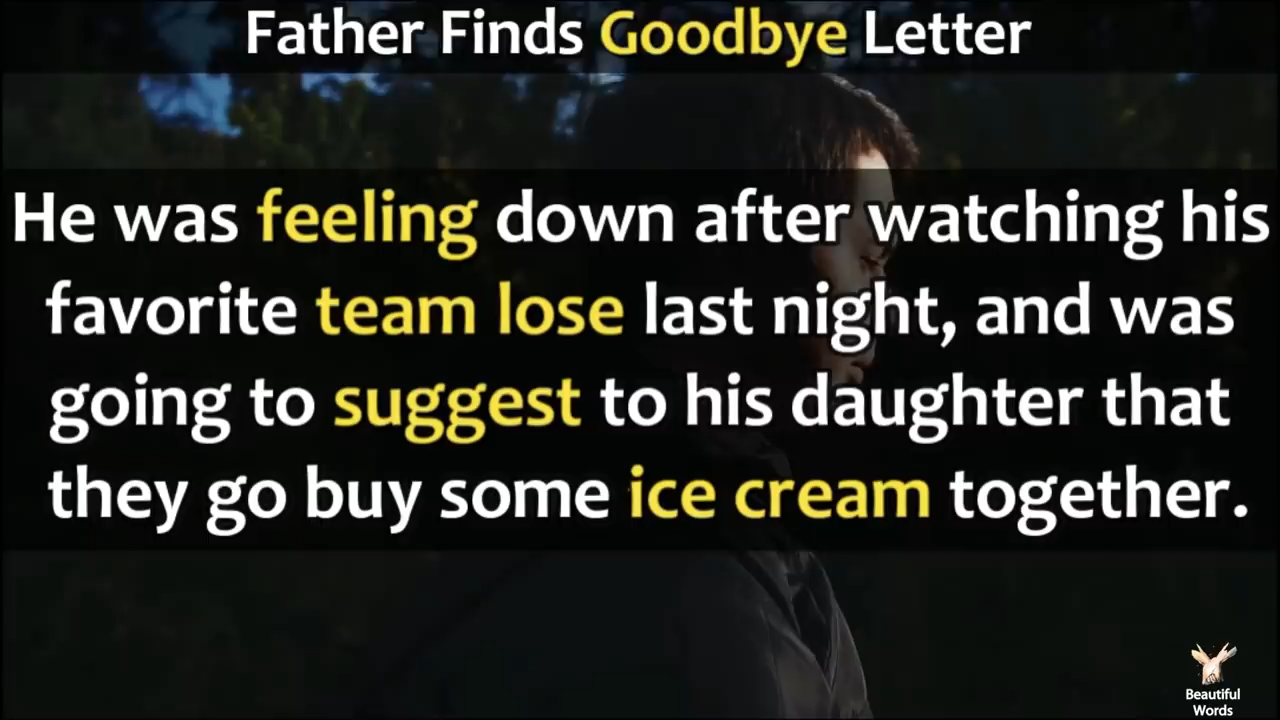 Father Finds Goodbye Letter
He was feeling down after watching his
favorite team lose last night, and was
going to suggest to his daughter that
they go buy some ice cream together.
Beautiful
Words